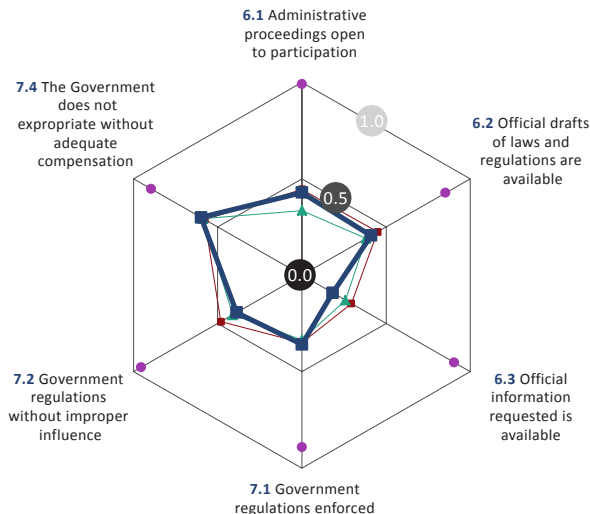 6.1 Administrative
proceedings open
to participation
7.4 The Government
does not
expropriate without
adequate
compensation
1.0
6.2 Official drafts
of laws and
regulations are
available
0.5
0.0
7.2 Government
regulations
without improper
influence
6.3 Official
information
requested is
available
7.1 Government
regulations enforced